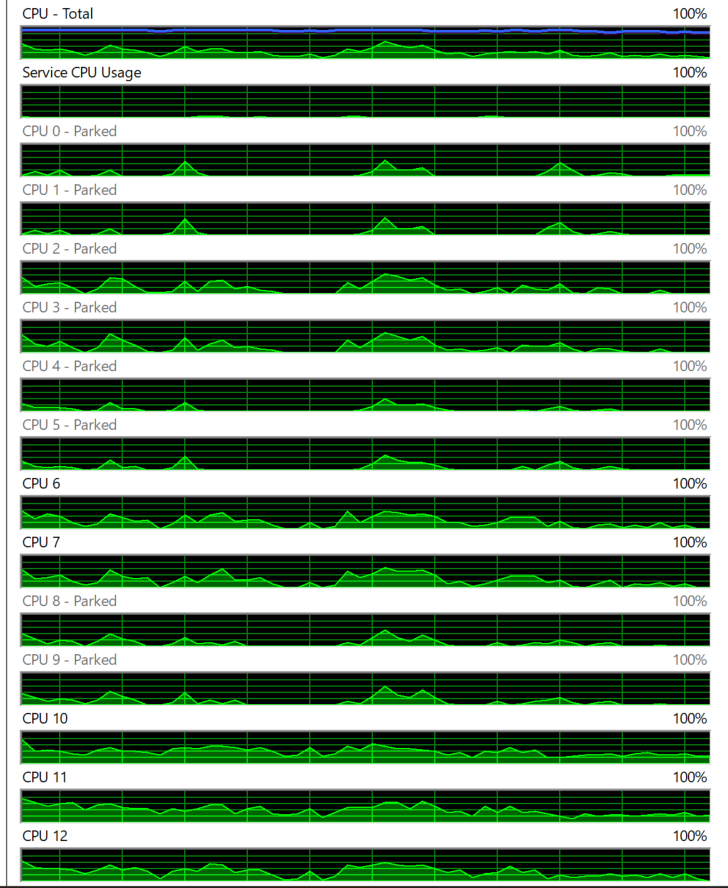 CPU - Total 100%
Service CPU Usage 100%
CPU 0 - Parked 100%
CPU 1 - Parked 100%
CPU 2 - Parked 100%
CPU 3 - Parked 100%
CPU 4 - Parked 100%
CPU 5 - Parked 100%
CPU 6 100%
CPU 7 100%
CPU 8 - Parked 100%
CPU 9 - Parked 100%
CPU 10 100%
CPU 11 100%
CPU 12 100%